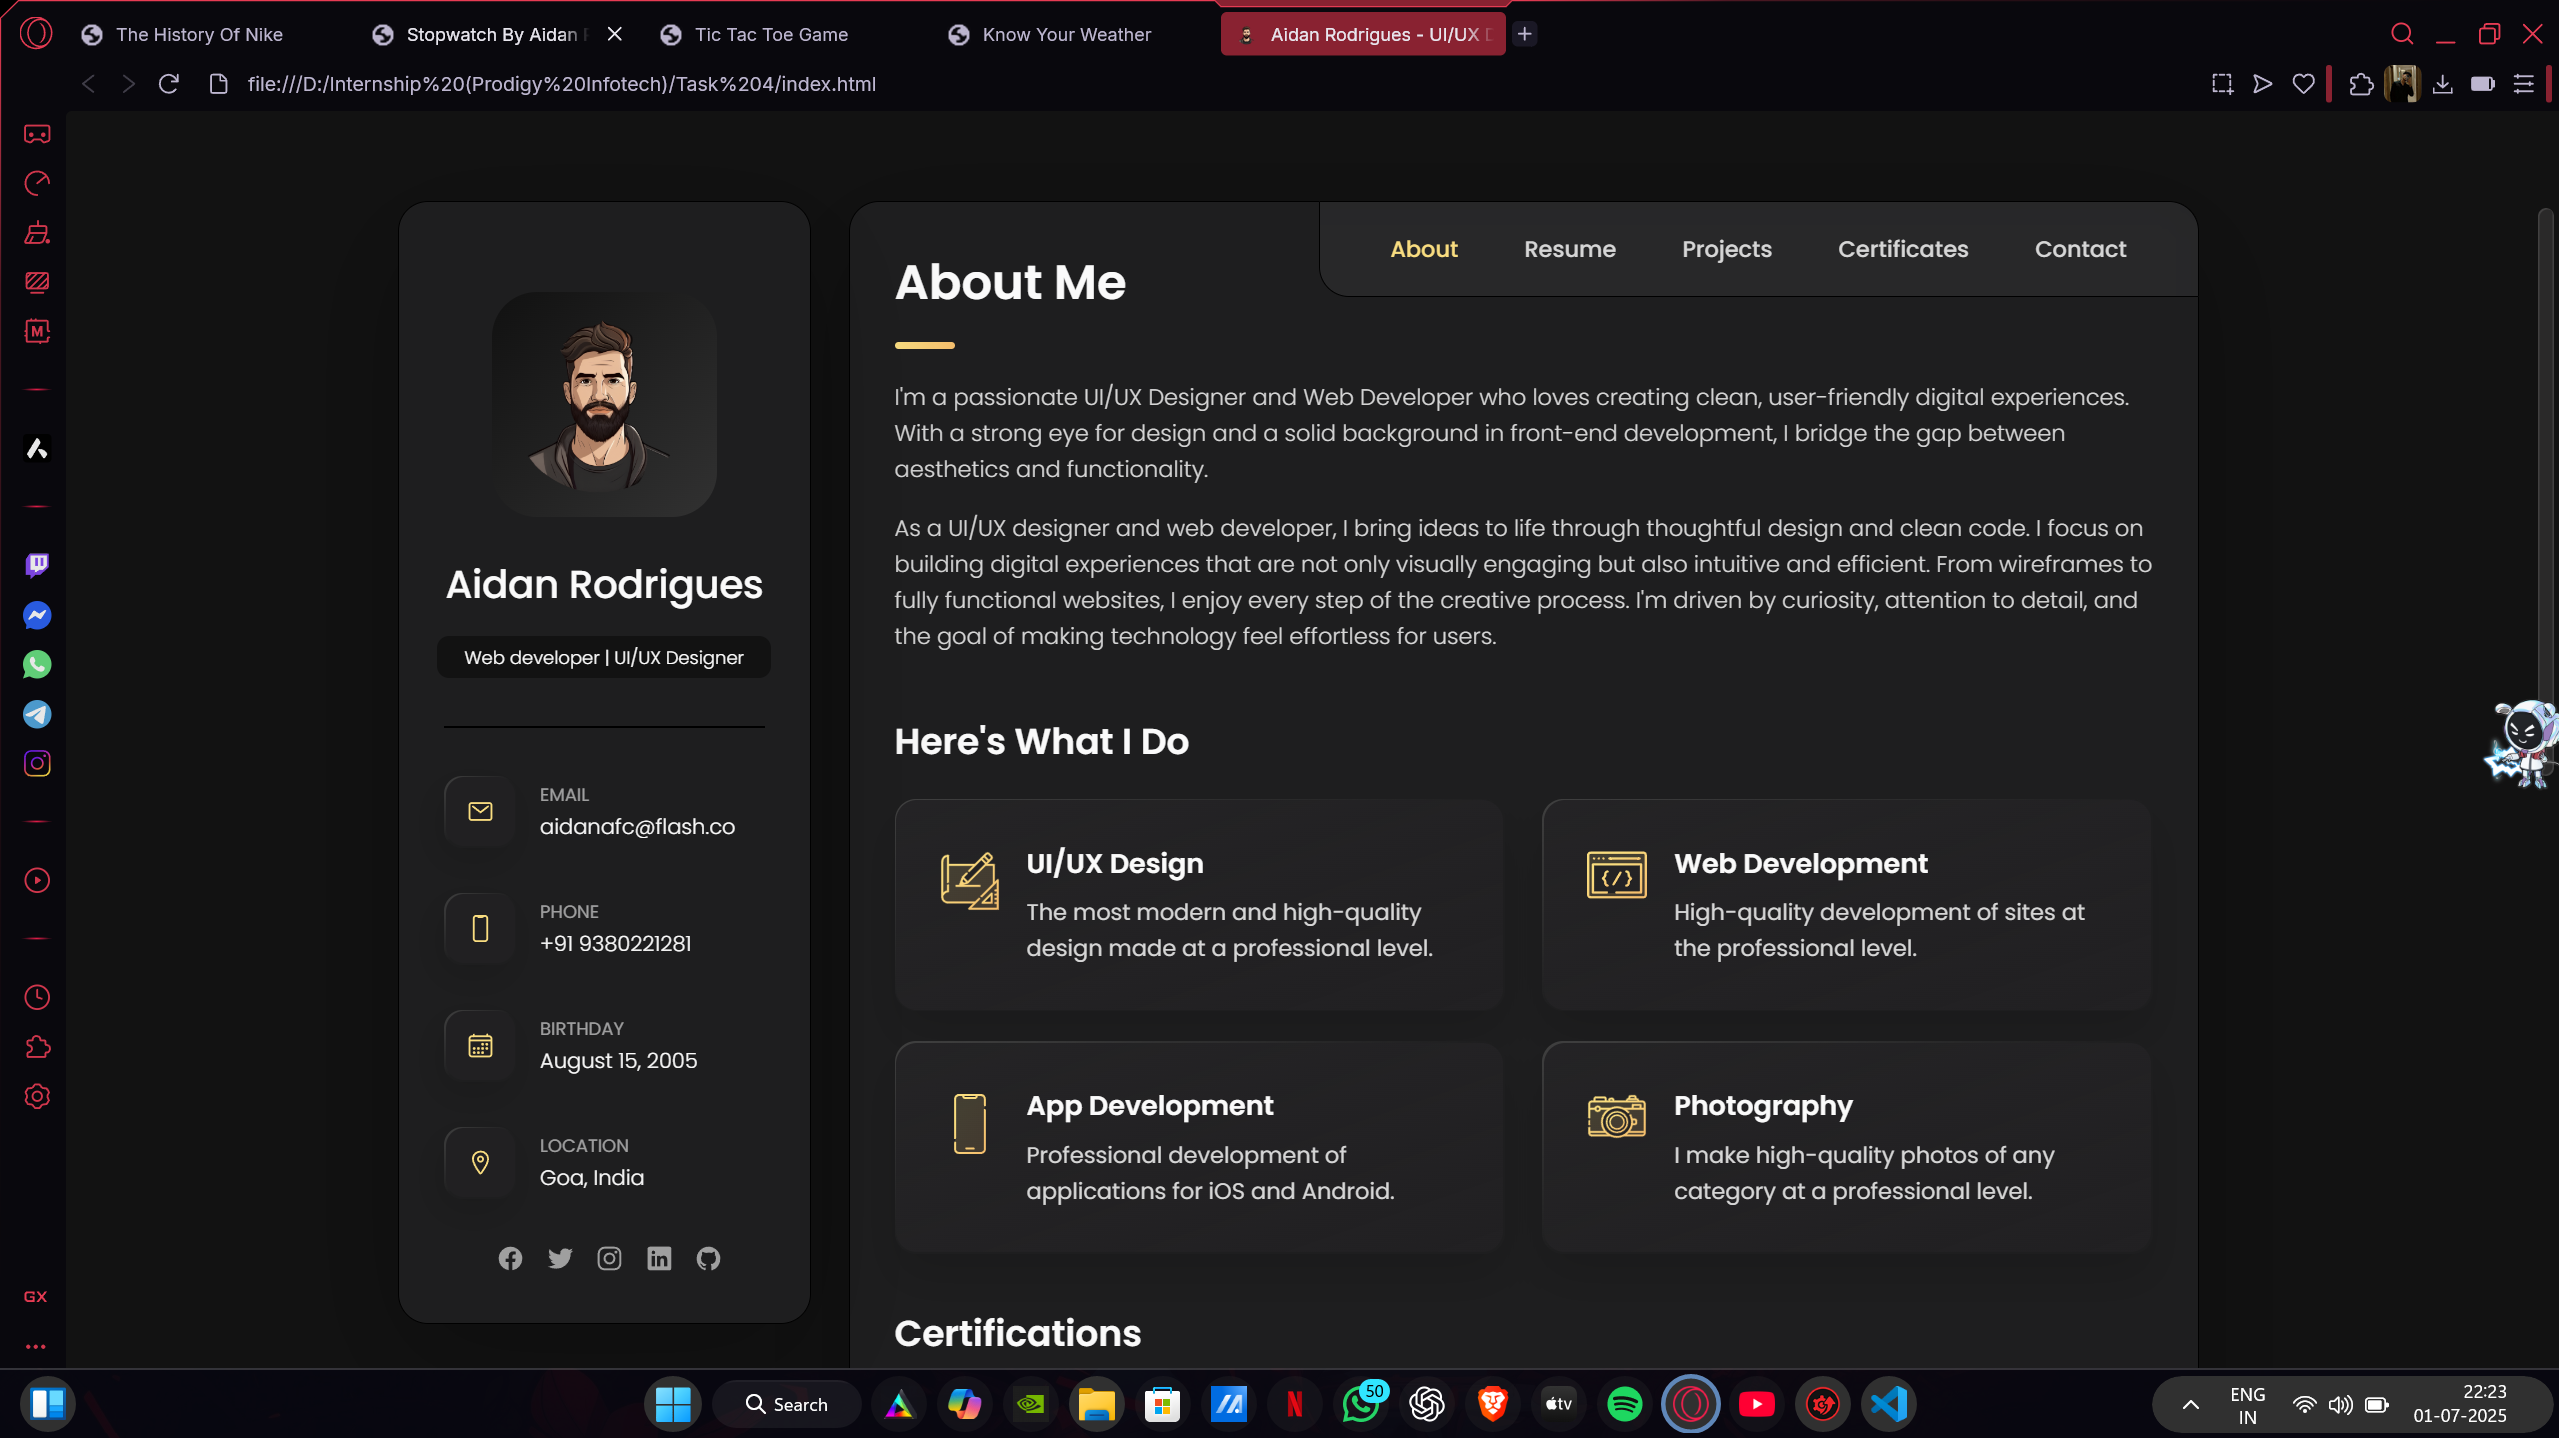 The History Of Nike
Stopwatch By Aidan
Tic Tac Toe Game
Know Your Weather
Aidan Rodrigues - UI/UX
file:///D:/Internship%20(Prodigy%20Infotech)/Task%204/index.html
About Resume Projects Certificates Contact
Aidan Rodrigues
Web developer | UI/UX Designer
EMAIL
aidanafc@flash.co
PHONE
+91 9380221281
BIRTHDAY
August 15, 2005
LOCATION
Goa, India
About Me
I'm a passionate UI/UX Designer and Web Developer who loves creating clean, user-friendly digital experiences.
With a strong eye for design and a solid background in front-end development, I bridge the gap between
aesthetics and functionality.
As a UI/UX designer and web developer, I bring ideas to life through thoughtful design and clean code. I focus on
building digital experiences that are not only visually engaging but also intuitive and efficient. From wireframes to
fully functional websites, I enjoy every step of the creative process. I'm driven by curiosity, attention to detail, and
the goal of making technology feel effortless for users.
Here's What I Do
UI/UX Design
The most modern and high-quality
design made at a professional level.
Web Development
High-quality development of sites at
the professional level.
App Development
Professional development of
applications for iOS and Android.
Photography
I make high-quality photos of any
category at a professional level.
Certifications
M
GX
Search
50
tv
ENG
IN
22:23
01-07-2025